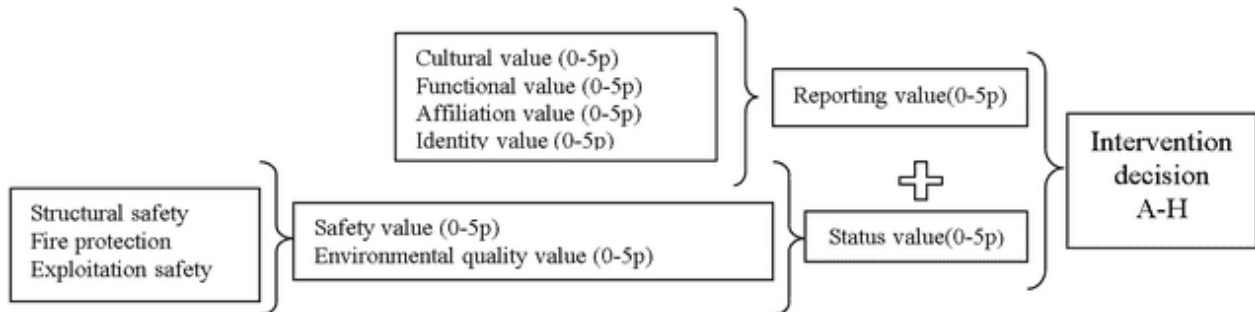 Cultural value (0-5p)
Functional value (0-5p)
Affiliation value (0-5p)
Identity value (0-5p)
Reporting value(0-5p)
Structural safety
Fire protection
Exploitation safety
Safety value (0-5p)
Environmental quality value (0-5p)
Status value(0-5p)
Intervention
decision
A-H